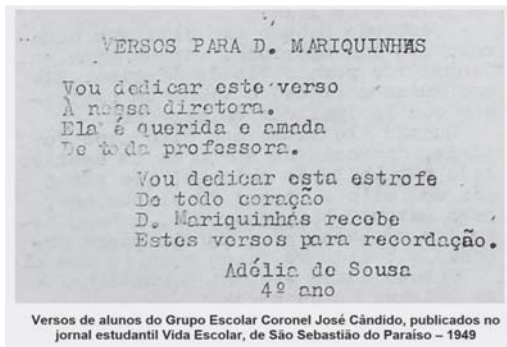 VERSOS PARA D. MARIQUINHAS
Vou dedicar este verso
À nossa diretora.
Ela é querida e amada
De toda professora.
Vou dedicar esta estrofe
De todo coração
D. Mariquinhas recebe
Estes versos para recordação.
Adélia de Sousa
4º ano
Versos de alunos do Grupo Escolar Coronel José Cândido, publicados no
jornal estudantil Vida Escolar, de São Sebastião do Paraíso – 1949